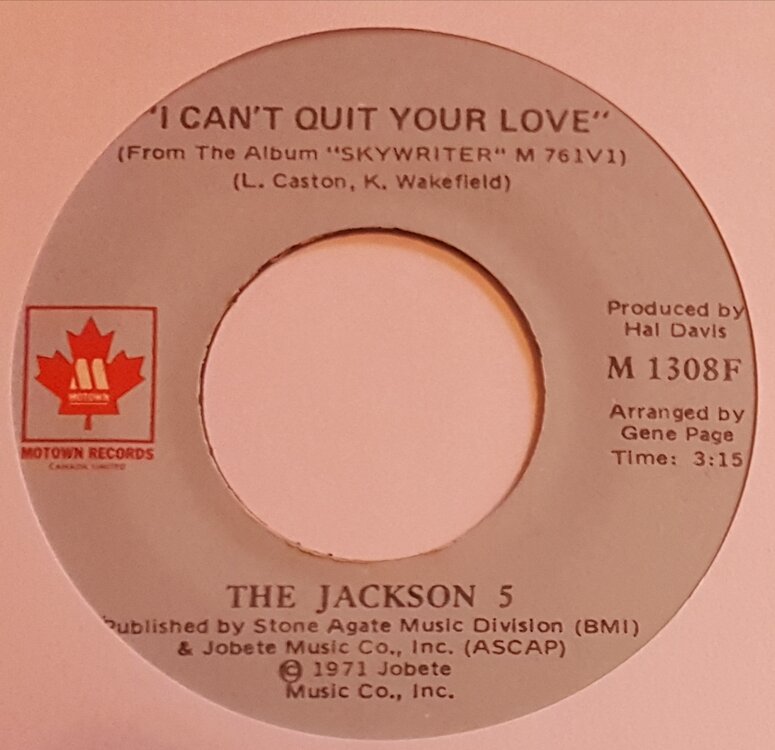 "I CAN'T QUIT YOUR LOVE"
(From The Album "SKYWRITER" M 761V1)
(L. Caston, K. Wakefield)
M
MOTOWN
MOTOWN RECORDS
CANADA LIMITED
Produced by
Hal Davis
M 1308F
Arranged by
Gene Page
Time: 3:15
THE JACKSON 5
Published by Stone Agate Music Division (BMI)
& Jobete Music Co., Inc. (ASCAP)
© 1971 Jobete
Music Co., Inc.